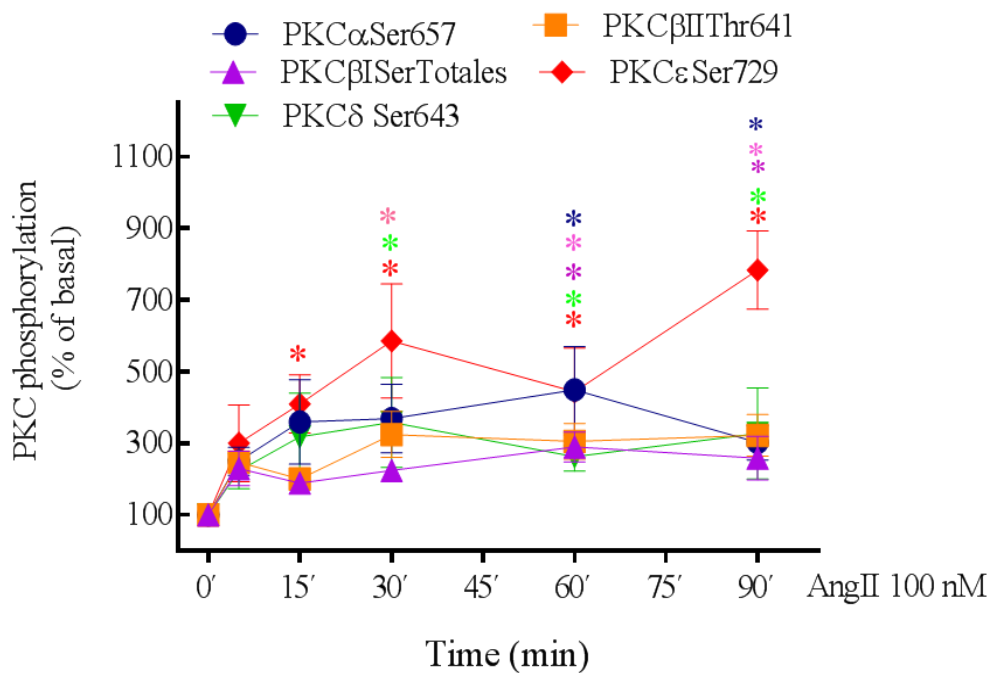 PKCαSer657
PKCβIIThr641
PKCβISerTotales
PKCεSer729
PKCδ Ser643
PKC phosphorylation
(% of basal)
1100
900
700
500
300
100
* * * * * * * * * * * * * *
0′ 15′ 30′ 45′ 60′ 75′ 90′ AngII 100 nM
Time (min)